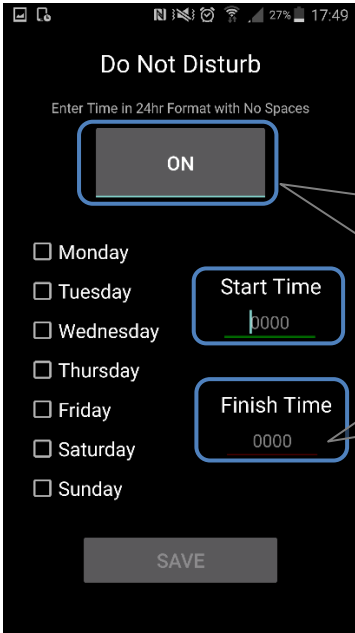 27% 17:49
Do Not Disturb
Enter Time in 24hr Format with No Spaces
ON
Monday
Tuesday
Wednesday
Thursday
Friday
Saturday
Sunday
Start Time
0000
Finish Time
0000
SAVE